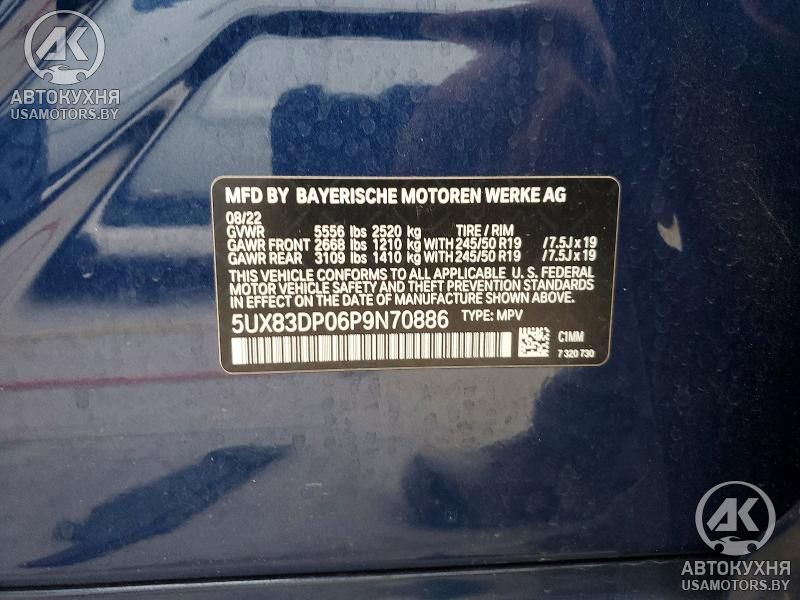 AK
АВТОКУХНЯ
USAMOTORS.BY
MFD BY BAYERISCHE MOTOREN WERKE AG
08/22
GVWR 5556 lbs 2520 kg TIRE / RIM
GAWR FRONT 2668 lbs 1210 kg WITH 245/50 R19 /7.5J x 19
GAWR REAR 3109 lbs 1410 kg WITH 245/50 R19 /7.5J x 19
THIS VEHICLE CONFORMS TO ALL APPLICABLE U. S. FEDERAL
MOTOR VEHICLE SAFETY AND THEFT PREVENTION STANDARDS
IN EFFECT ON THE DATE OF MANUFACTURE SHOWN ABOVE
5UX83DP06P9N70886 TYPE: MPV
C1MM
7 320 730
AK
АВТОКУХНЯ
USAMOTORS.BY